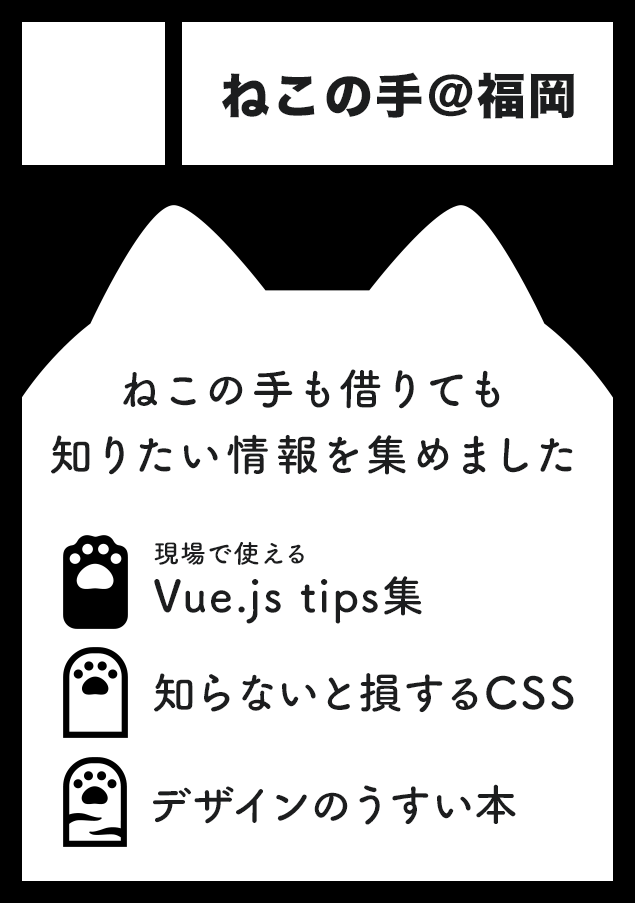 ねこの手@福岡
ねこの手も借りても
知りたい情報を集めました
現場で使える
Vue.js tips集
知らないと損するCSS
デザインのうすい本